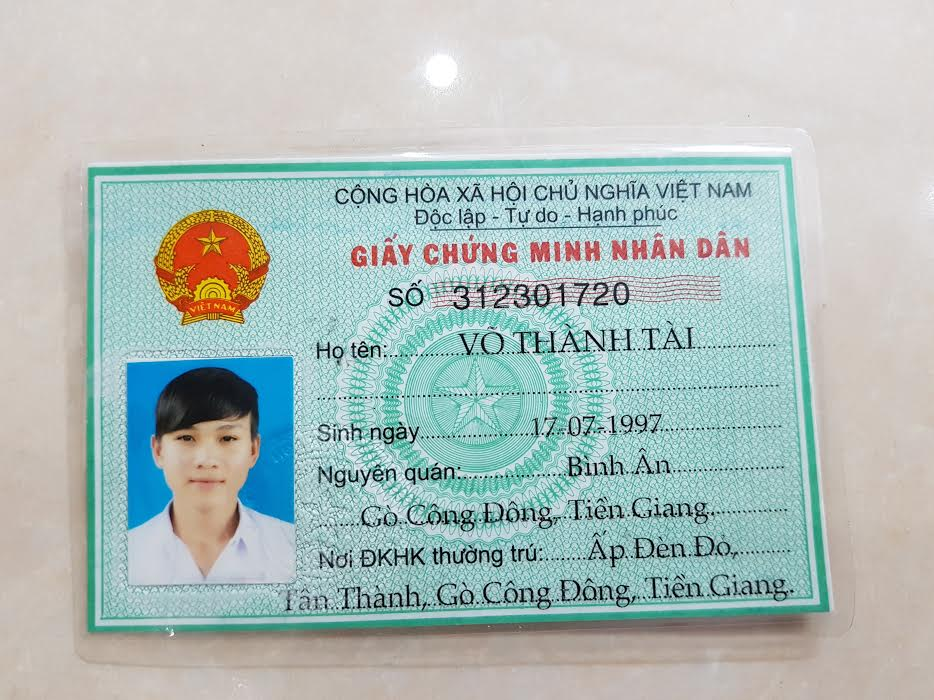 CỘNG HÒA XÃ HỘI CHỦ NGHĨA VIỆT NAM
Độc lập - Tự do - Hạnh phúc
GIẤY CHỨNG MINH NHÂN DÂN
SỐ 312301720
VIỆT NAM
Họ tên: VÕ THÀNH TÀI
Sinh ngày 17-07-1997
Nguyên quán: Bình Ân
Gò Công Đông, Tiền Giang.
Nơi ĐKHK thường trú: Ấp Đèn Đỏ,
Tân Thành, Gò Công Đông, Tiền Giang.